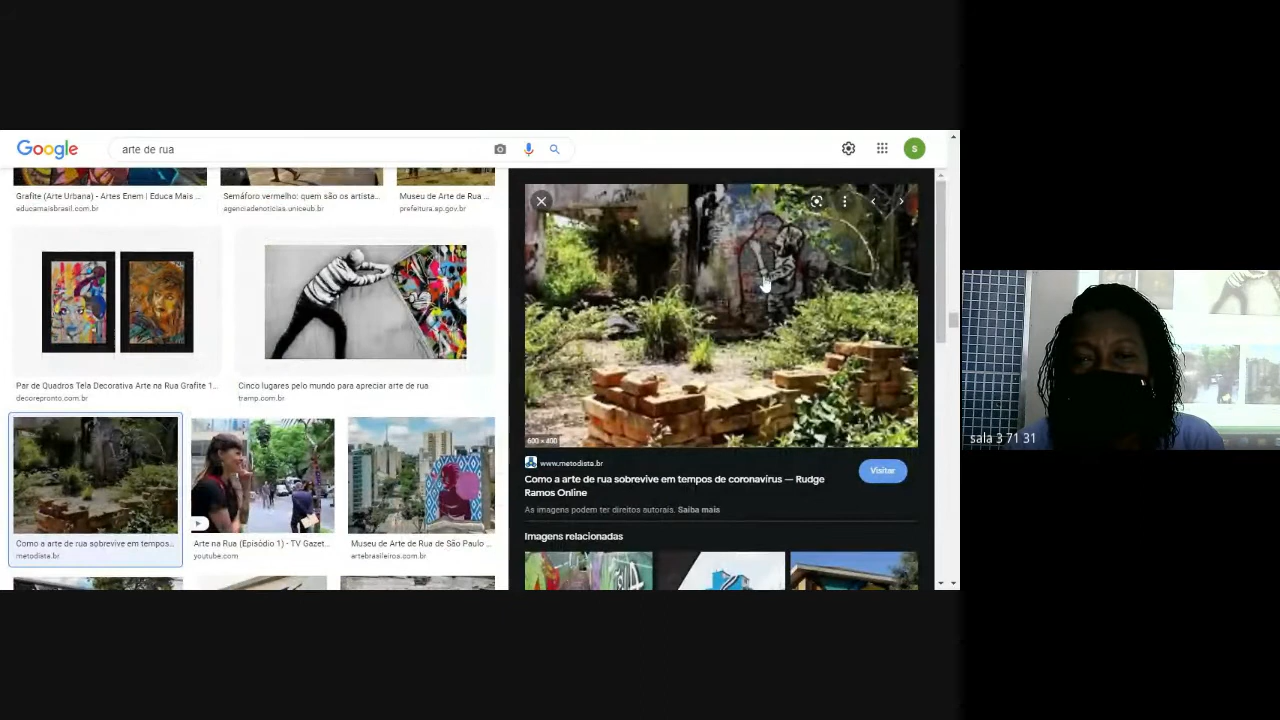 Google
arte de rua
S
Grafite (Arte Urbana) - Artes Enem | Educa Mais ...
educamaisbrasil.com.br
Semáforo vermelho: quem são os artista...
agenciadenoticias.uniceub.br
Museu de Arte de Rua ...
prefeitura.sp.gov.br
Par de Quadros Tela Decorativa Arte na Rua Grafite 1...
decorepronto.com.br
Cinco lugares pelo mundo para apreciar arte de rua
tramp.com.br
Como a arte de rua sobrevive em tempos...
metodista.br
Arte na Rua (Episódio 1) - TV Gazet...
youtube.com
Museu de Arte de Rua de São Paulo ...
artebrasileiros.com.br
600 × 400
www.metodista.br
Visitar
Como a arte de rua sobrevive em tempos de coronavírus — Rudge
Ramos Online
As imagens podem ter direitos autorais. Saiba mais
Imagens relacionadas
sala 3 71 31